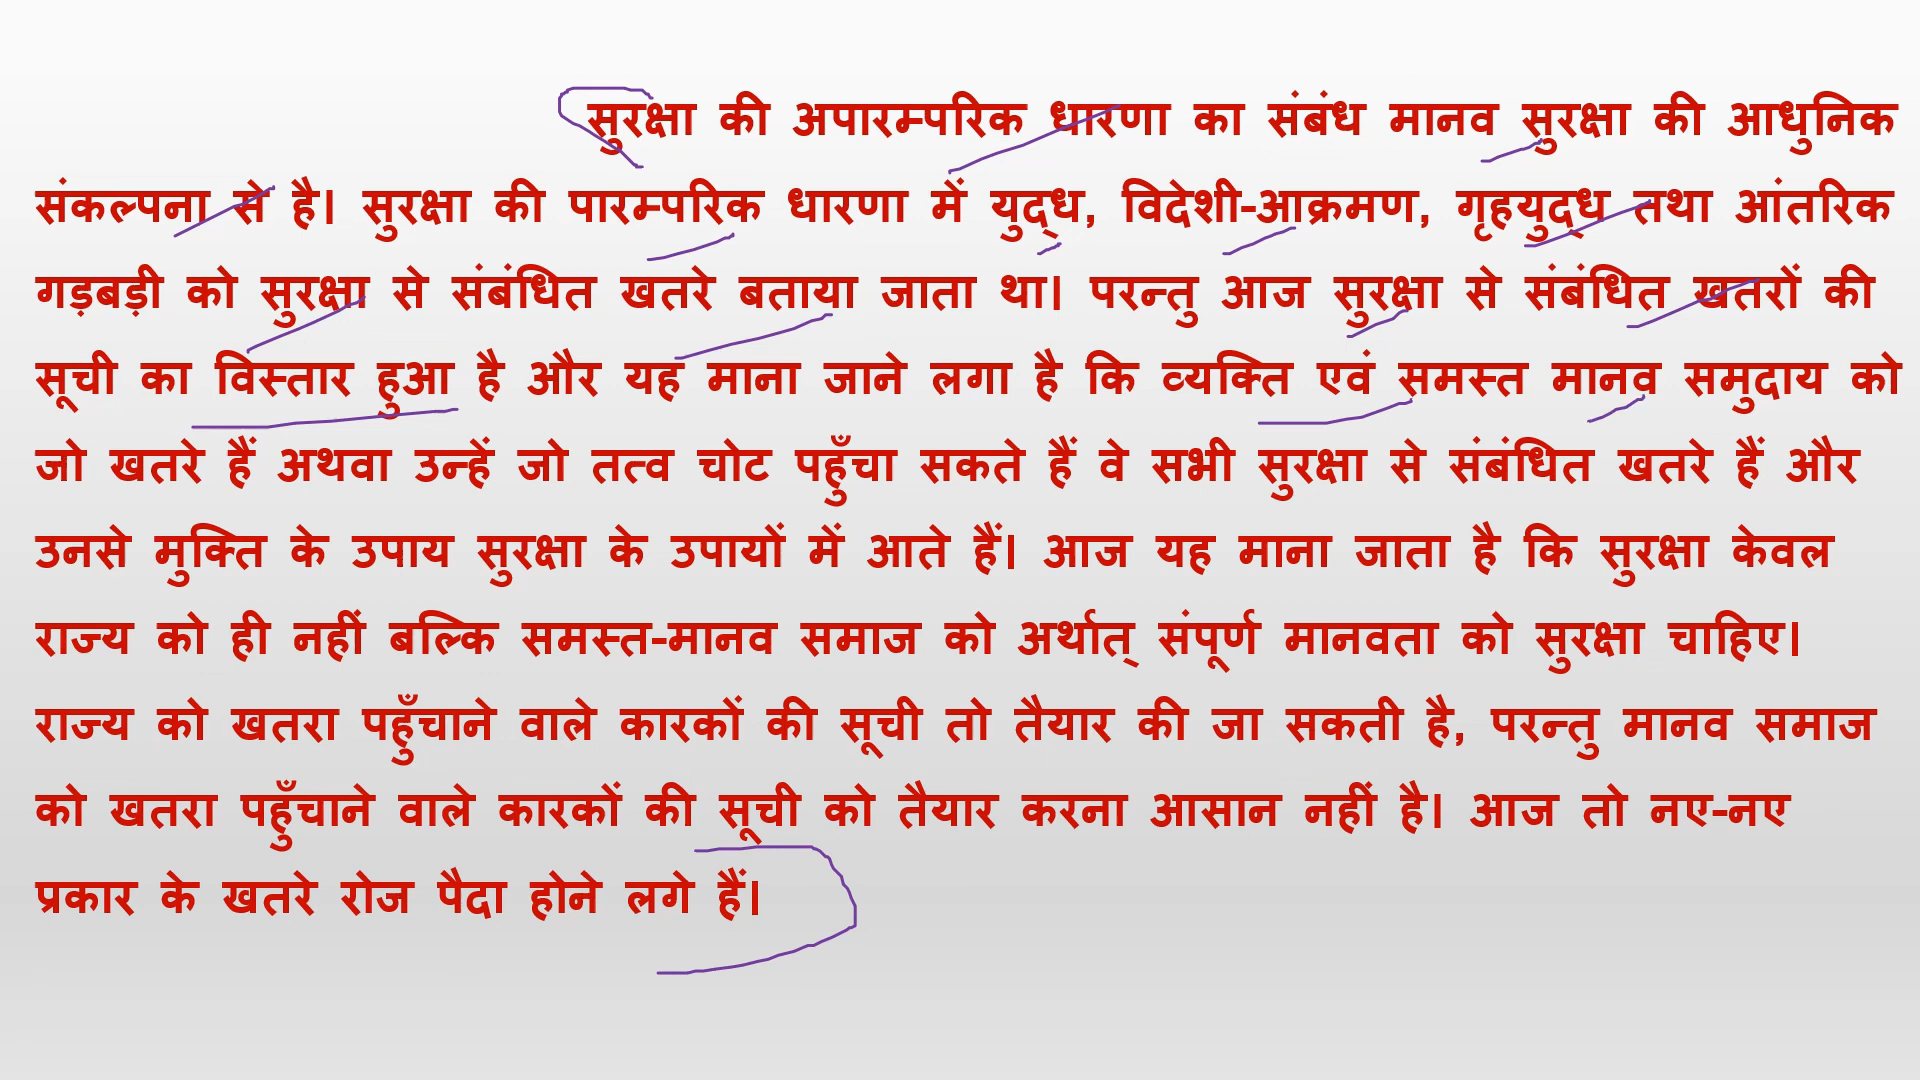 सुरक्षा की अपारम्परिक धारणा का संबंध मानव सुरक्षा की आधुनिक
संकल्पना से है। सुरक्षा की पारम्परिक धारणा में युद्ध, विदेशी-आक्रमण, गृहयुद्ध तथा आंतरिक
गड़बड़ी को सुरक्षा से संबंधित खतरे बताया जाता था। परन्तु आज सुरक्षा से संबंधित खतरों की
सूची का विस्तार हुआ है और यह माना जाने लगा है कि व्यक्ति एवं समस्त मानव समुदाय को
जो खतरे हैं अथवा उन्हें जो तत्व चोट पहुँचा सकते हैं वे सभी सुरक्षा से संबंधित खतरे हैं और
उनसे मुक्ति के उपाय सुरक्षा के उपायों में आते हैं। आज यह माना जाता है कि सुरक्षा केवल
राज्य को ही नहीं बल्कि समस्त-मानव समाज को अर्थात् संपूर्ण मानवता को सुरक्षा चाहिए।
राज्य को खतरा पहुँचाने वाले कारकों की सूची तो तैयार की जा सकती है, परन्तु मानव समाज
को खतरा पहुँचाने वाले कारकों की सूची को तैयार करना आसान नहीं है। आज तो नए-नए
प्रकार के खतरे रोज पैदा होने लगे हैं।